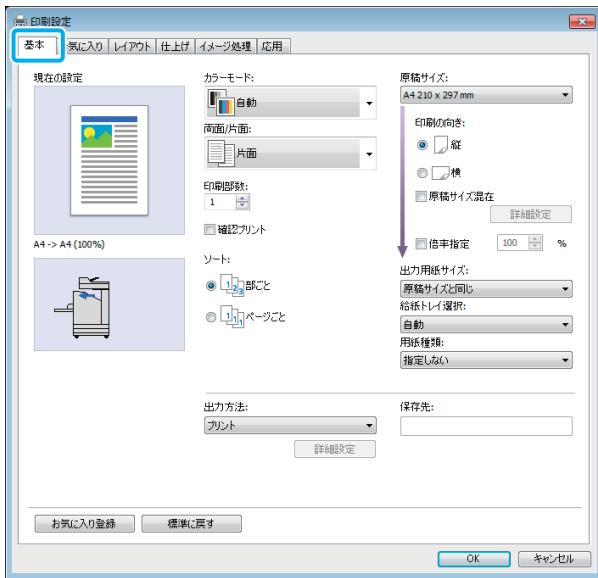 印刷設定
基本
気に入り
レイアウト
仕上げ
イメージ処理
応用
現在の設定
A4 -> A4 (100%)
カラーモード:
自動
両面/片面:
片面
印刷部数:
1
確認プリント
ソート:
1 2 3 部ごと
1 1 1 ページごと
原稿サイズ:
A4 210 x 297 mm
印刷の向き:
縦
横
原稿サイズ混在
詳細設定
倍率指定 100 %
出力用紙サイズ:
原稿サイズと同じ
給紙トレイ選択:
自動
用紙種類:
指定しない
出力方法:
プリント
詳細設定
保存先:
お気に入り登録
標準に戻す
OK
キャンセル